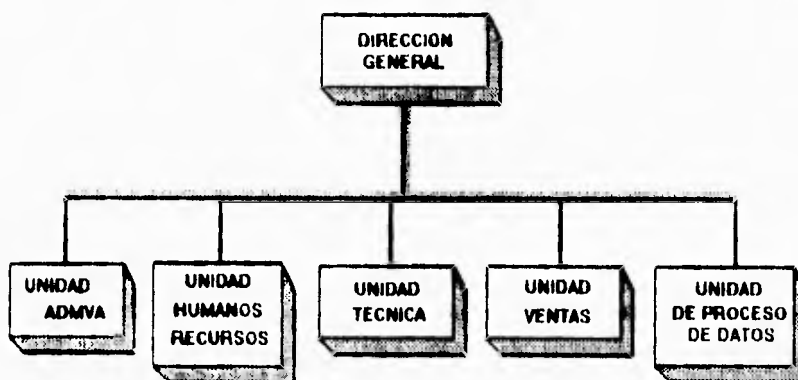 DIRECCION
GENERAL
UNIDAD
ADMVA
UNIDAD
HUMANOS
RECURSOS
UNIDAD
TECNICA
UNIDAD
VENTAS
UNIDAD
DE PROCESO
DE DATOS